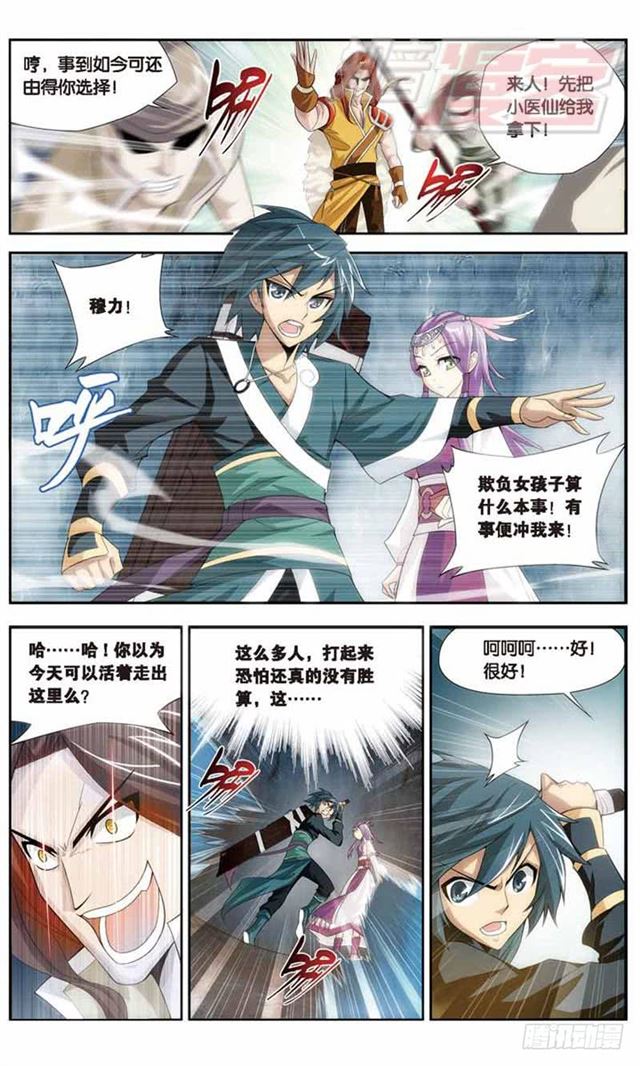 哼，事到如今可还
由得你选择！
来人！先把
小医仙给我
拿下！
穆力！
呼
欺负女孩子算
什么本事！有
事便冲我来！
哈……哈！你以为
今天可以活着走出
这里么？
这么多人，打起来
恐怕还真的没有胜
算，这……
呵呵呵……好！
很好！
腾讯动漫